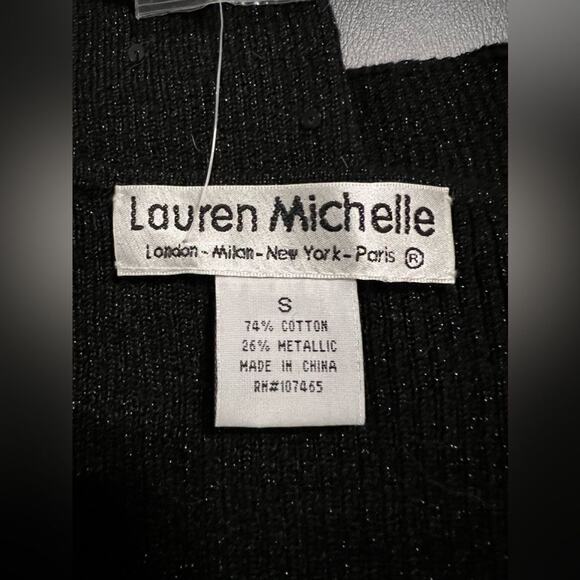 Lauren Michelle
London - Milan - New York - Paris ®
S
74% COTTON
26% METALLIC
MADE IN CHINA
RN#107465